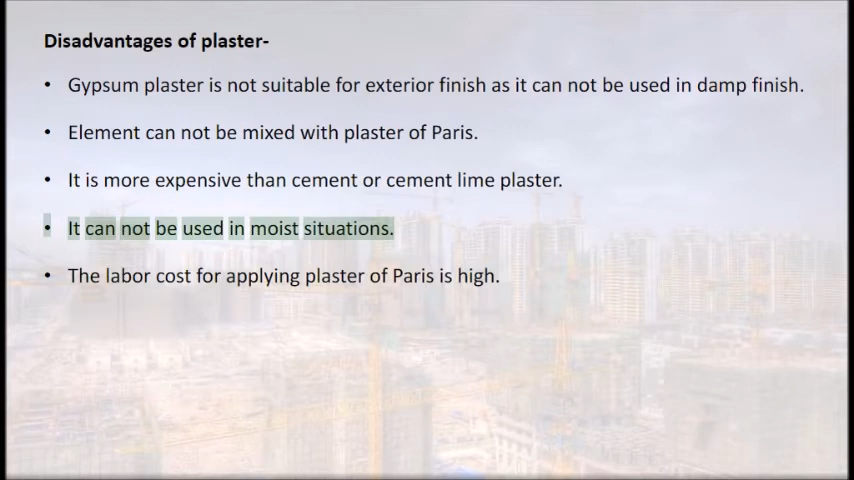 Disadvantages of plaster-
• Gypsum plaster is not suitable for exterior finish as it can not be used in damp finish.
• Element can not be mixed with plaster of Paris.
• It is more expensive than cement or cement lime plaster.
• It can not be used in moist situations.
• The labor cost for applying plaster of Paris is high.